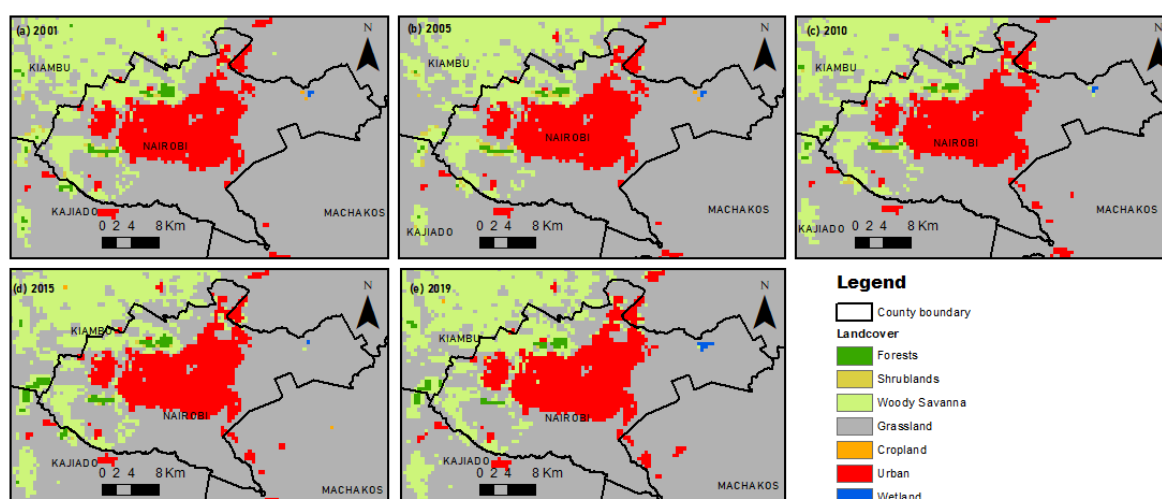 (a) 2001
N
KIAMBU
NAIROBI
KAJIADO
MACHAKOS
0 2 4 8 Km
(b) 2005
N
KIAMBU
NAIROBI
KAJIADO
MACHAKOS
0 2 4 8 Km
(c) 2010
N
KIAMBU
NAIROBI
KAJIADO
MACHAKOS
0 2 4 8 Km
(d) 2015
N
KIAMBU
NAIROBI
KAJIADO
MACHAKOS
0 2 4 8 Km
(e) 2019
N
KIAMBU
NAIROBI
KAJIADO
MACHAKOS
0 2 4 8 Km
Legend
County boundary
Landcover
Forests
Shrublands
Woody Savanna
Grassland
Cropland
Urban
Wetland